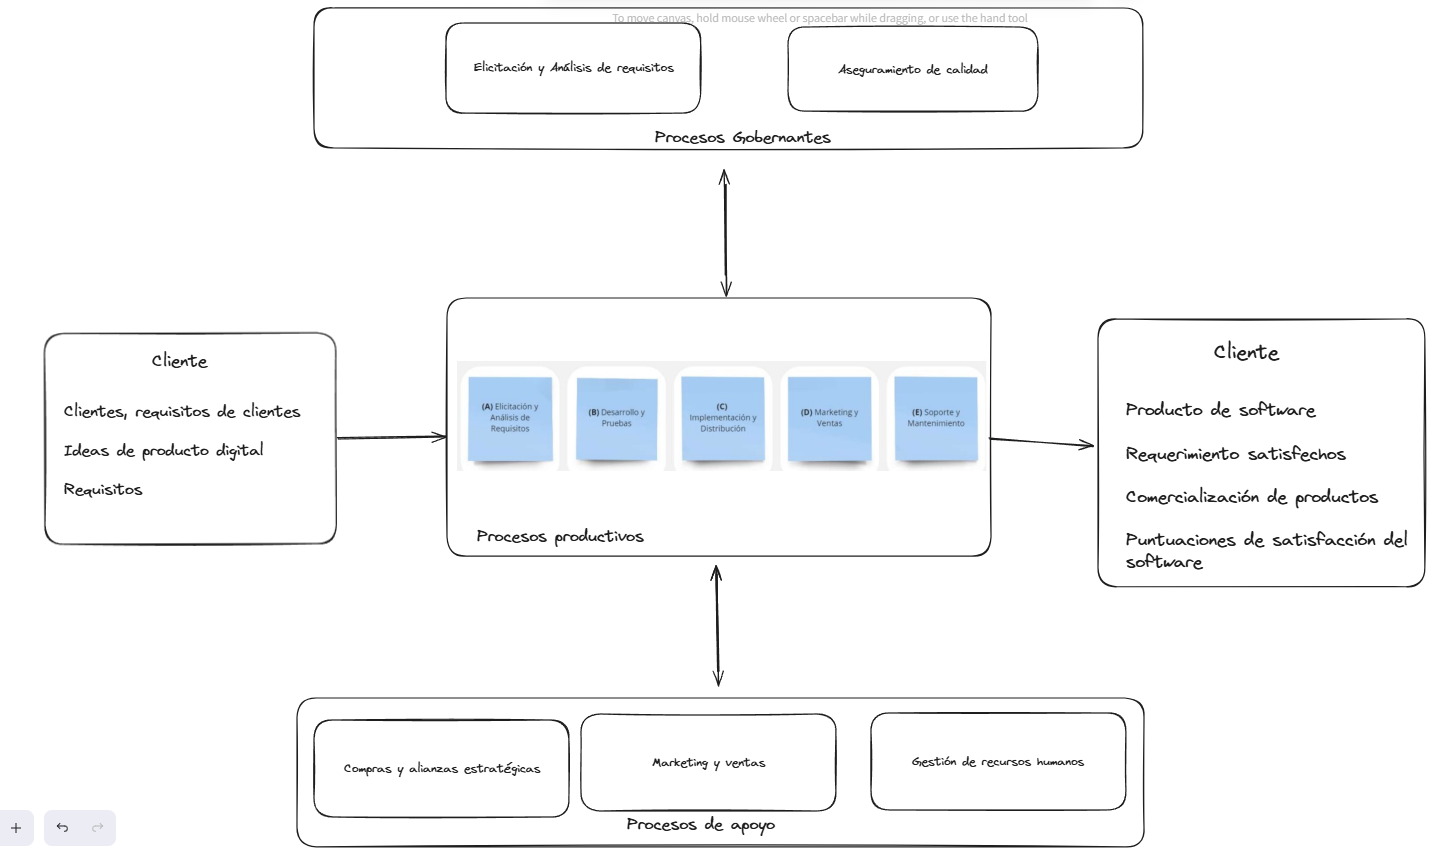 To move canvas, hold mouse wheel or spacebar while dragging, or use the hand tool
Elicitación y Análisis de requisitos
Aseguramiento de calidad
Procesos Gobernantes
Cliente
Clientes, requisitos de clientes
Ideas de producto digital
Requisitos
(A) Elicitación y
Análisis de
Requisitos
(B) Desarrollo y
Pruebas
(C)
Implementación y
Distribución
(D) Marketing y
Ventas
(E) Soporte y
Mantenimiento
Procesos productivos
Cliente
Producto de software
Requerimiento satisfechos
Comercialización de productos
Puntuaciones de satisfacción del
software
Compras y alianzas estratégicas
Marketing y ventas
Gestión de recursos humanos
Procesos de apoyo